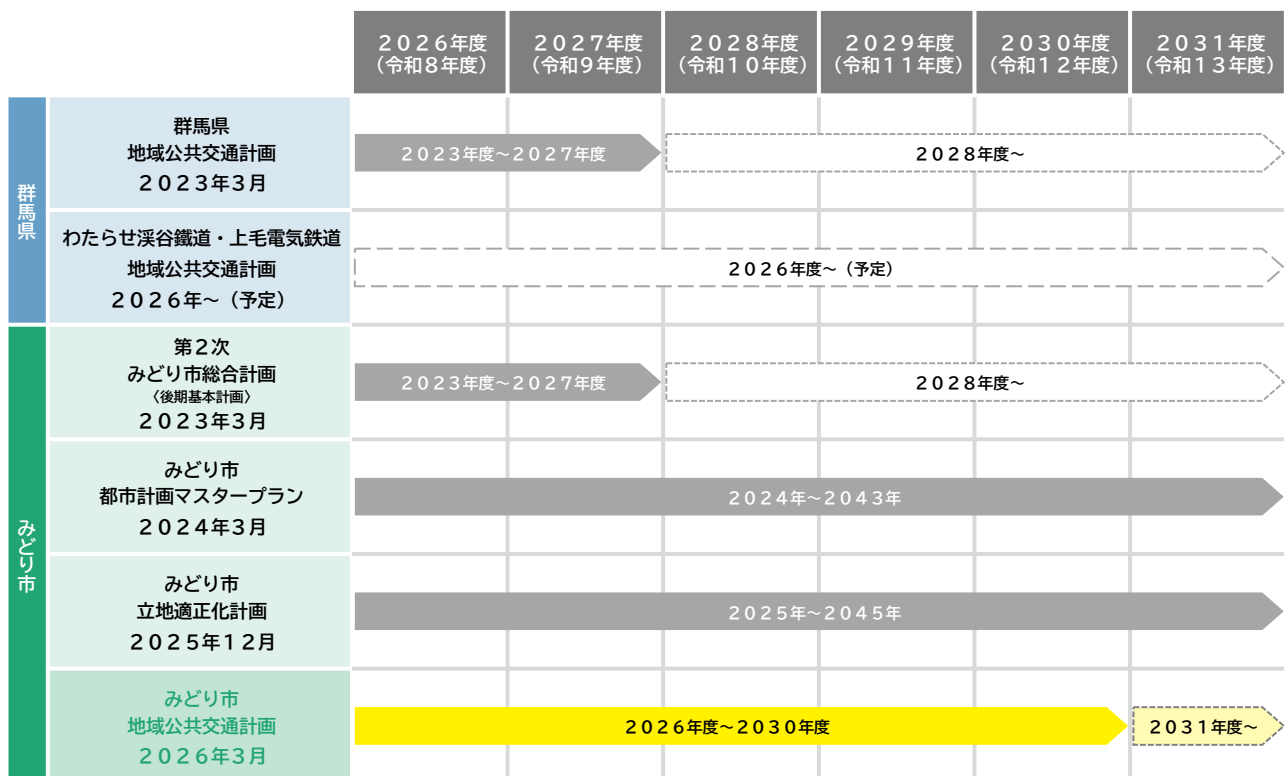 ２０２６年度
（令和８年度）
２０２７年度
（令和９年度）
２０２８年度
（令和１０年度）
２０２９年度
（令和１１年度）
２０３０年度
（令和１２年度）
２０３１年度
（令和１３年度）
群馬県
群馬県
地域公共交通計画
２０２３年３月
２０２３年度～２０２７年度
２０２８年度～
わたらせ渓谷鐵道・上毛電気鉄道
地域公共交通計画
２０２６年～（予定）
２０２６年度～（予定）
みどり市
第２次
みどり市総合計画
〈後期基本計画〉
２０２３年３月
２０２３年度～２０２７年度
２０２８年度～
みどり市
都市計画マスタープラン
２０２４年３月
２０２４年～２０４３年
みどり市
立地適正化計画
２０２５年１２月
２０２５年～２０４５年
みどり市
地域公共交通計画
２０２６年３月
２０２６年度～２０３０年度
２０３１年度～